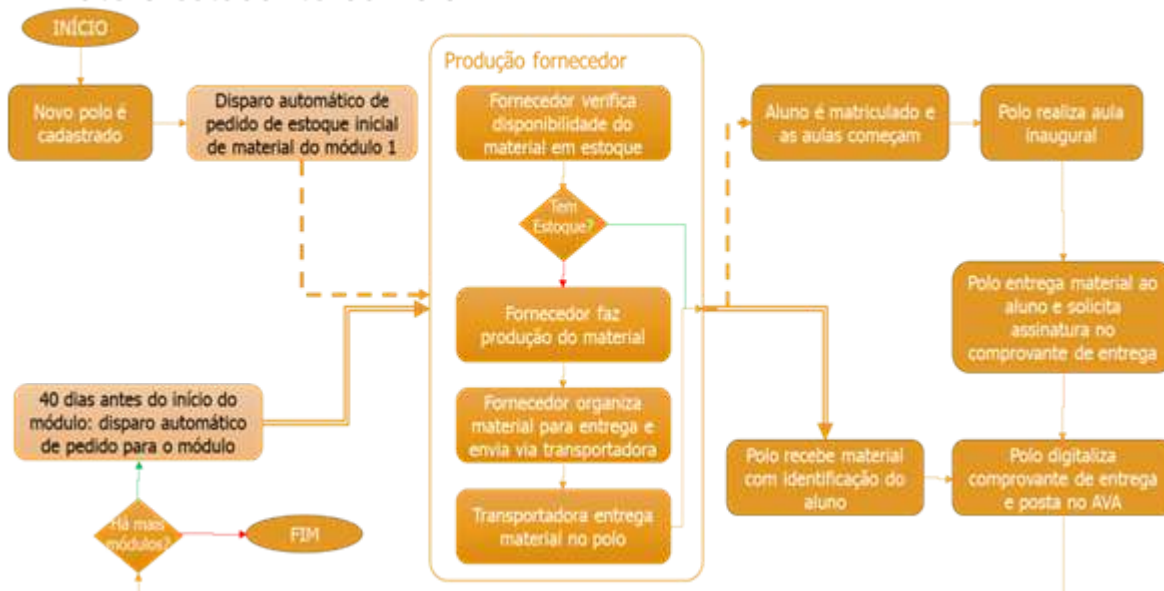 INÍCIO
Novo polo é
cadastrado
Disparo automático de
pedido de estoque inicial
de material do módulo 1
Produção fornecedor
Fornecedor verifica
disponibilidade do
material em estoque
Tem
Estoque?
Fornecedor faz
produção do material
Fornecedor organiza
material para entrega e
envia via transportadora
Transportadora entrega
material no polo
Aluno é matriculado e
as aulas começam
Polo realiza aula
inaugural
Polo entrega material ao
aluno e solicita
assinatura no
comprovante de entrega
Polo recebe material
com identificação do
aluno
Polo digitaliza
comprovante de entrega
e posta no AVA
40 dias antes do início do
módulo: disparo automático
de pedido para o módulo
Há mais
módulos?
FIM